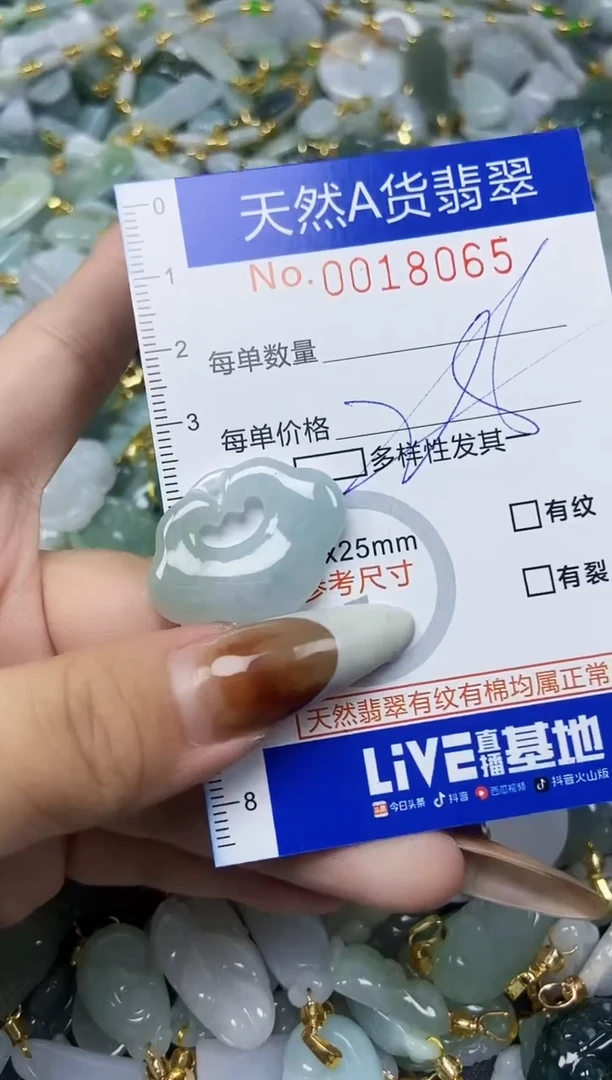 天然A货翡翠
No.0018065
每单数量
每单价格
多样性发其一
x25mm
参考尺寸
有纹
有裂
天然翡翠有纹有棉均属正常
LiVE直播基地
头条 今日头条 抖音 西瓜视频 抖音火山版
0
1
2
3
8